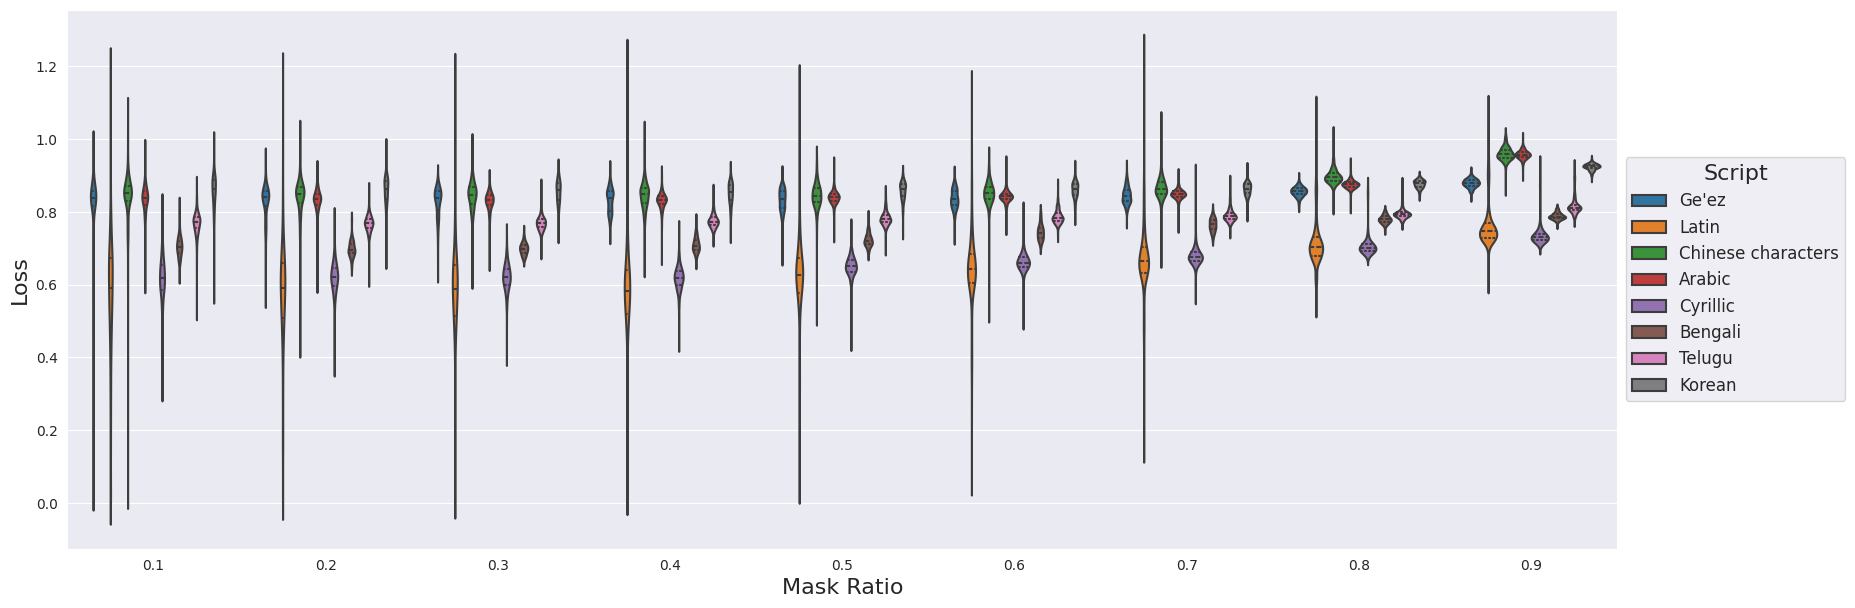 1.2
1.0
0.8
0.6
0.4
0.2
0.0
Loss
0.1 0.2 0.3 0.4 0.5 0.6 0.7 0.8 0.9
Mask Ratio
Script
Ge'ez
Latin
Chinese characters
Arabic
Cyrillic
Bengali
Telugu
Korean